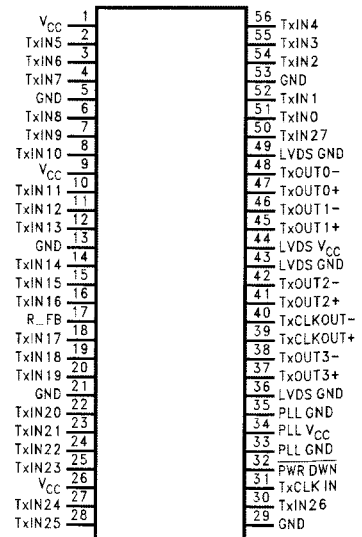 VCC 1
TxIN5 2
TxIN6 3
TxIN7 4
GND 5
TxIN8 6
TxIN9 7
TxIN10 8
VCC 9
TxIN11 10
TxIN12 11
TxIN13 12
GND 13
TxIN14 14
TxIN15 15
TxIN16 16
R_FB 17
TxIN17 18
TxIN18 19
TxIN19 20
GND 21
TxIN20 22
TxIN21 23
TxIN22 24
TxIN23 25
VCC 26
TxIN24 27
TxIN25 28
56 TxIN4
55 TxIN3
54 TxIN2
53 GND
52 TxIN1
51 TxIN0
50 TxIN27
49 LVDS GND
48 TxOUT0-
47 TxOUT0+
46 TxOUT1-
45 TxOUT1+
44 LVDS VCC
43 LVDS GND
42 TxOUT2-
41 TxOUT2+
40 TxCLKOUT-
39 TxCLKOUT+
38 TxOUT3-
37 TxOUT3+
36 LVDS GND
35 PLL GND
34 PLL VCC
33 PLL GND
32 PWR DWN
31 TxCLK IN
30 TxIN26
29 GND